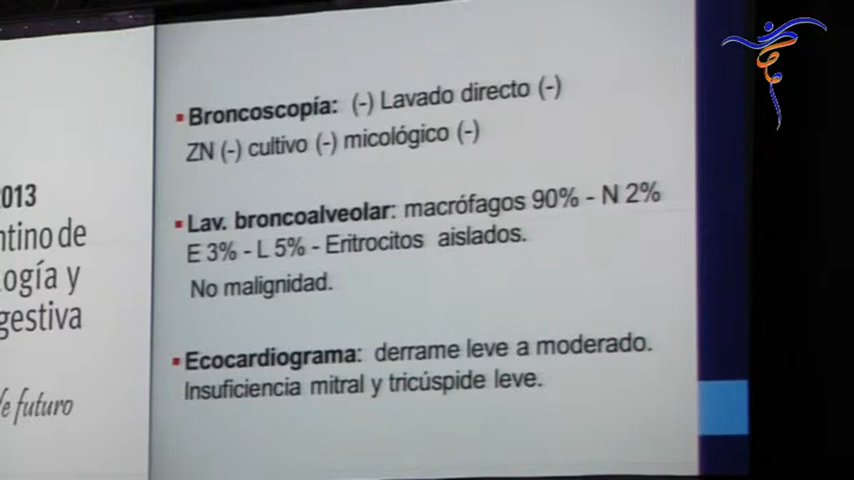 2013
ntino de
ogía y
gestiva
de futuro
Broncoscopía: (-) Lavado directo (-)
ZN (-) cultivo (-) micológico (-)
Lav. broncoalveolar: macrófagos 90% - N 2%
E 3% - L 5% - Eritrocitos aislados.
No malignidad.
Ecocardiograma: derrame leve a moderado.
Insuficiencia mitral y tricúspide leve.